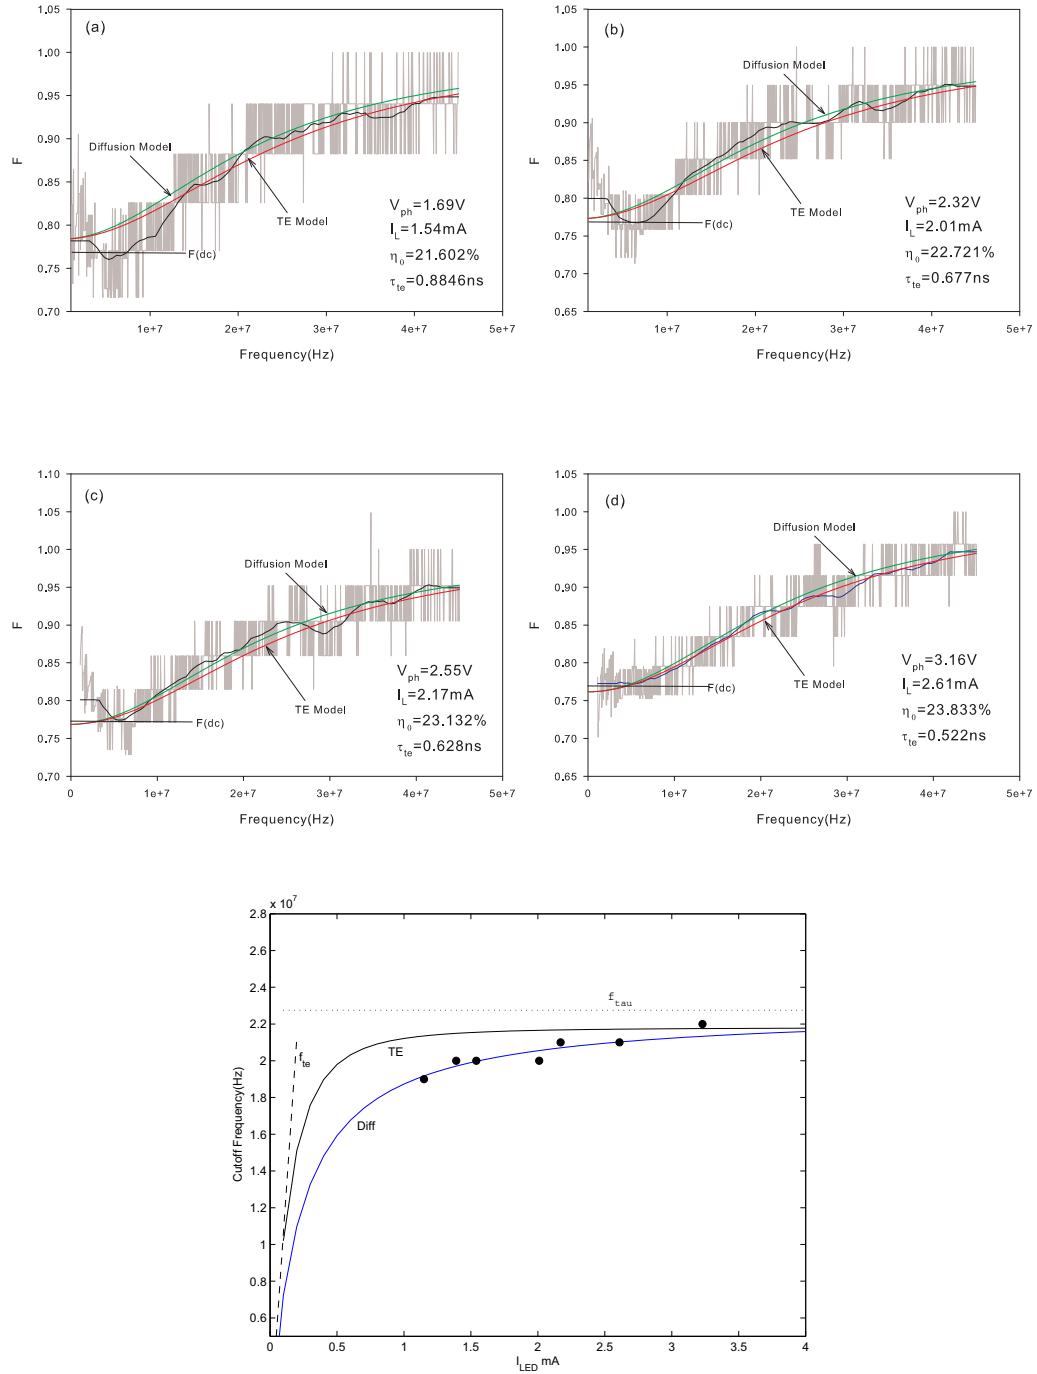 (a)
1.00
0.95
0.90
0.85
0.80
0.75
0.70
F
Diffusion Model
TE Model
F(dc)
V_ph=1.69V
I_L=1.54mA
η_0=21.602%
τ_te=0.8846ns
1e+7 2e+7 3e+7 4e+7 5e+7
Frequency(Hz)
(b)
1.05
1.00
0.95
0.90
0.85
0.80
0.75
0.70
0.65
F
Diffusion Model
TE Model
F(dc)
V_ph=2.32V
I_L=2.01mA
η_0=22.721%
τ_te=0.677ns
0 1e+7 2e+7 3e+7 4e+7 5e+7
Frequency(Hz)
(c)
1.10
1.05
1.00
0.95
0.90
0.85
0.80
0.75
0.70
F
Diffusion Model
TE Model
F(dc)
V_ph=2.55V
I_L=2.17mA
η_0=23.132%
τ_te=0.628ns
0 1e+7 2e+7 3e+7 4e+7 5e+7
Frequency(Hz)
(d)
1.05
1.00
0.95
0.90
0.85
0.80
0.75
0.70
0.65
F
Diffusion Model
TE Model
F(dc)
V_ph=3.16V
I_L=2.61mA
η_0=23.833%
τ_te=0.522ns
0 1e+7 2e+7 3e+7 4e+7 5e+7
Frequency(Hz)
x 10^7
2.8
2.6
2.4
2.2
2
1.8
1.6
1.4
1.2
1
0.8
0.6
Cutoff Frequency(Hz)
f_tau
f_te
TE
Diff
0 0.5 1 1.5 2 2.5 3 3.5 4
I_LED mA